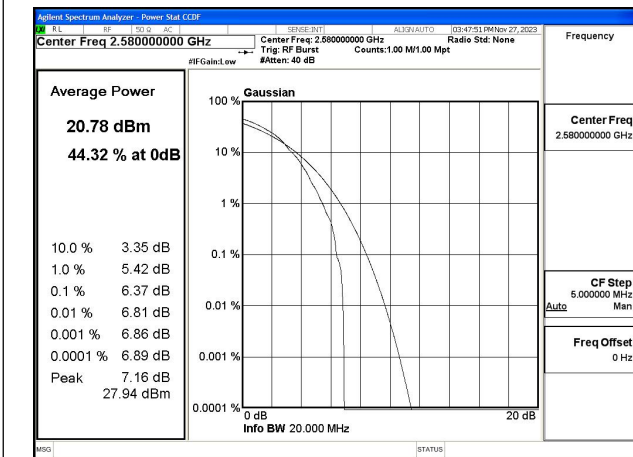 Agilent Spectrum Analyzer - Power Stat CCDF
RL RF 50 Ω AC SENSE:INT ALIGN AUTO 03:47:51 PM Nov 27, 2023
Center Freq 2.580000000 GHz
Center Freq: 2.580000000 GHz Radio Std: None
Trig: RF Burst Counts:1.00 M/1.00 Mpt
#IFGain:Low #Atten: 40 dB
Frequency
Average Power
20.78 dBm
44.32 % at 0dB
10.0 % 3.35 dB
1.0 % 5.42 dB
0.1 % 6.37 dB
0.01 % 6.81 dB
0.001 % 6.86 dB
0.0001 % 6.89 dB
Peak 7.16 dB
27.94 dBm
Gaussian
100 %
10 %
1 %
0.1 %
0.01 %
0.001 %
0.0001 %
0 dB 20 dB
Info BW 20.000 MHz
Center Freq
2.580000000 GHz
CF Step
5.000000 MHz
Auto Man
Freq Offset
0 Hz
MSG STATUS